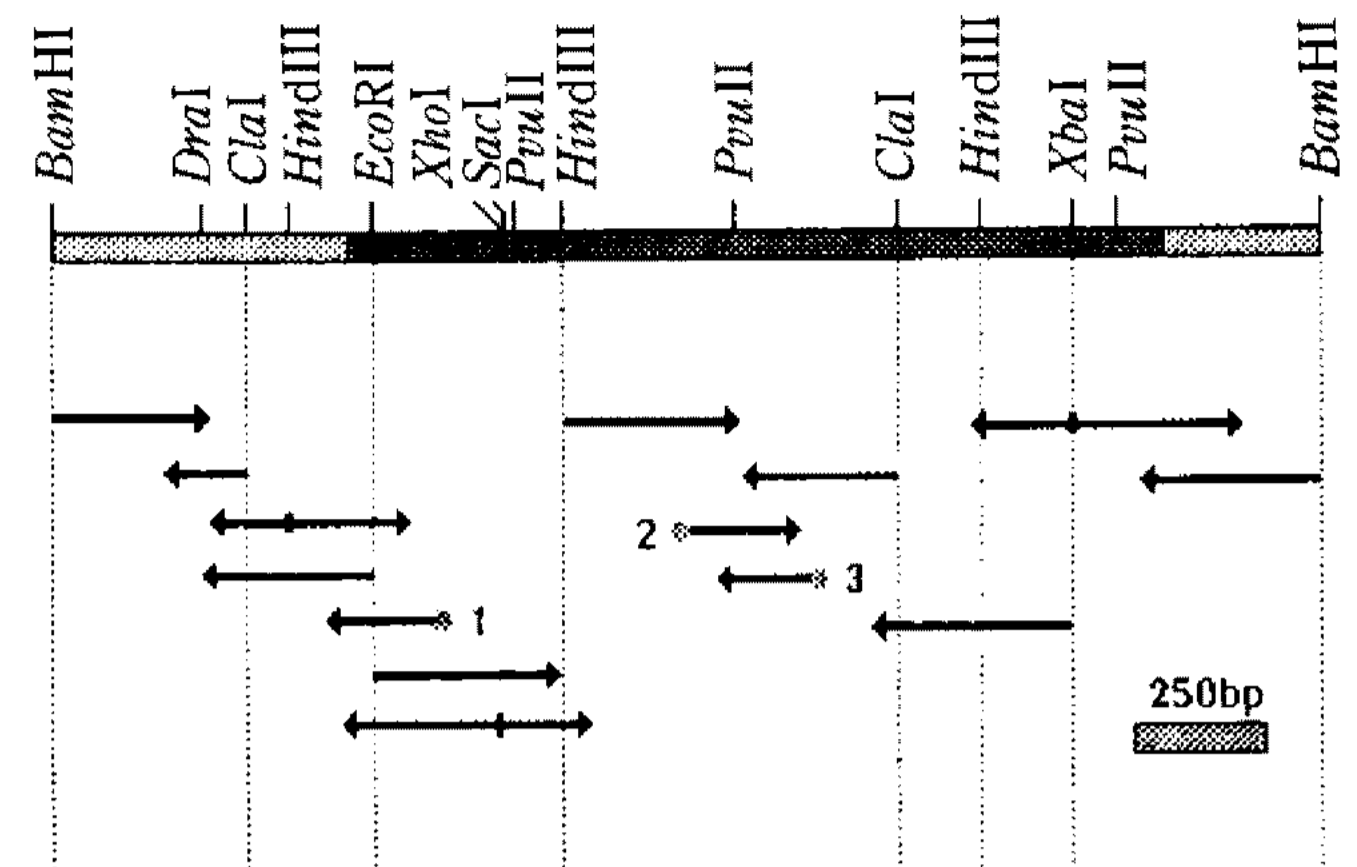 BamHI
DraI
ClaI
HindIII
EcoRI
XhoI
SacI
PvuII
HindIII
PvuII
ClaI
HindIII
XbaI
PvuII
BamHI
2
3
1
250bp